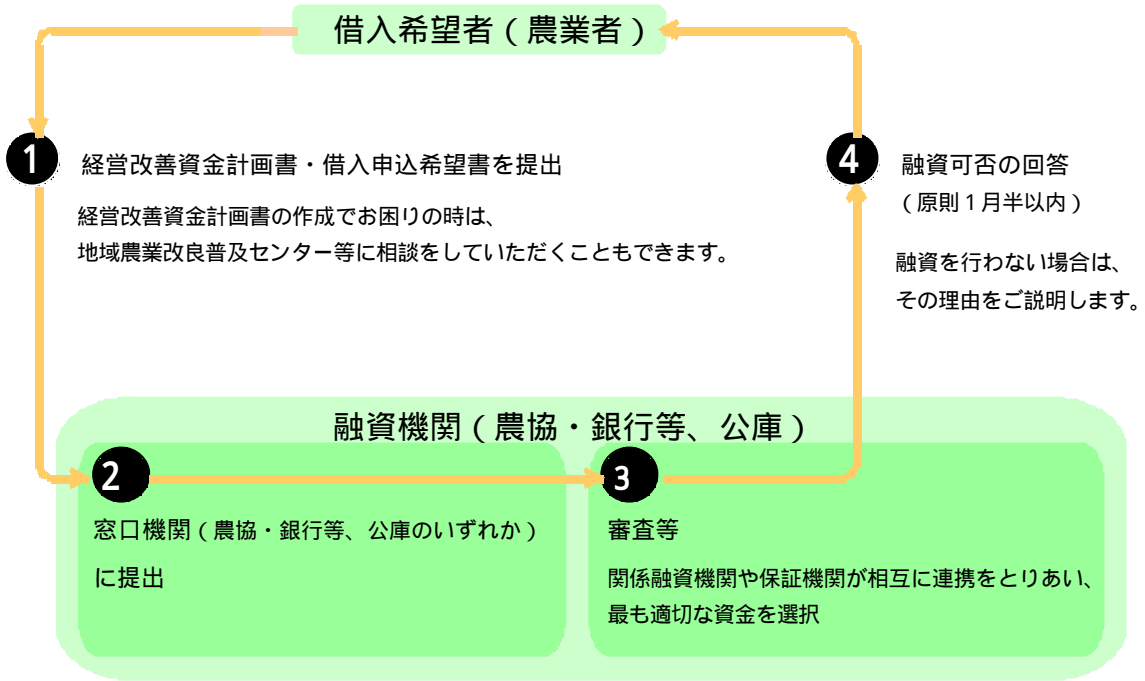 借入希望者(農業者)
1
経営改善資金計画書・借入申込希望書を提出
経営改善資金計画書の作成でお困りの時は、
地域農業改良普及センター等に相談をしていただくこともできます。
4
融資可否の回答
(原則1月半以内)
融資を行わない場合は、
その理由をご説明します。
融資機関(農協・銀行等、公庫)
2
窓口機関(農協・銀行等、公庫のいずれか)
に提出
3
審査等
関係融資機関や保証機関が相互に連携をとりあい、
最も適切な資金を選択